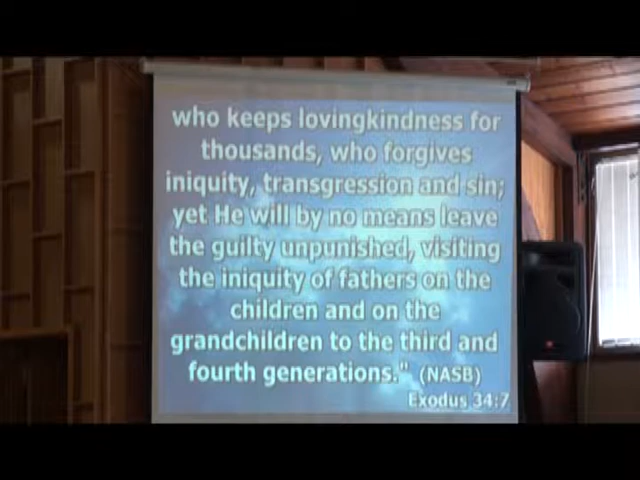 who keeps lovingkindness for
thousands, who forgives
iniquity, transgression and sin;
yet He will by no means leave
the guilty unpunished, visiting
the iniquity of fathers on the
children and on the
grandchildren to the third and
fourth generations." (NASB)
Exodus 34:7